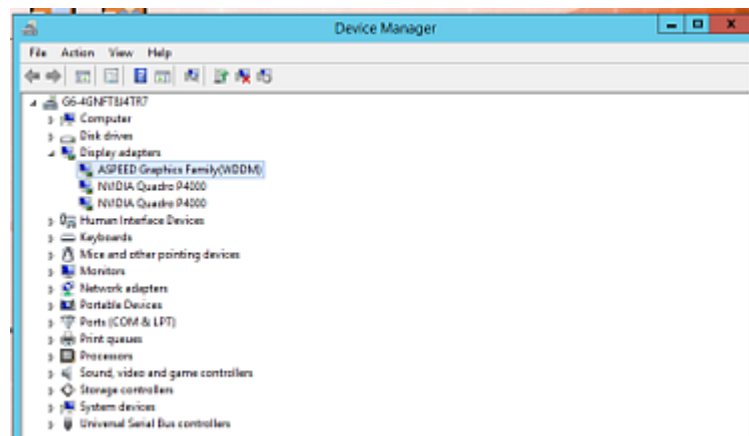 Device Manager
File Action View Help
G6-4GNFT8J4TR7
Computer
Disk drives
Display adapters
ASPEED Graphics Family(WDDM)
NVIDIA Quadro P4000
NVIDIA Quadro P4000
Human Interface Devices
Keyboards
Mice and other pointing devices
Monitors
Network adapters
Portable Devices
Ports (COM & LPT)
Print queues
Processors
Sound, video and game controllers
Storage controllers
System devices
Universal Serial Bus controllers